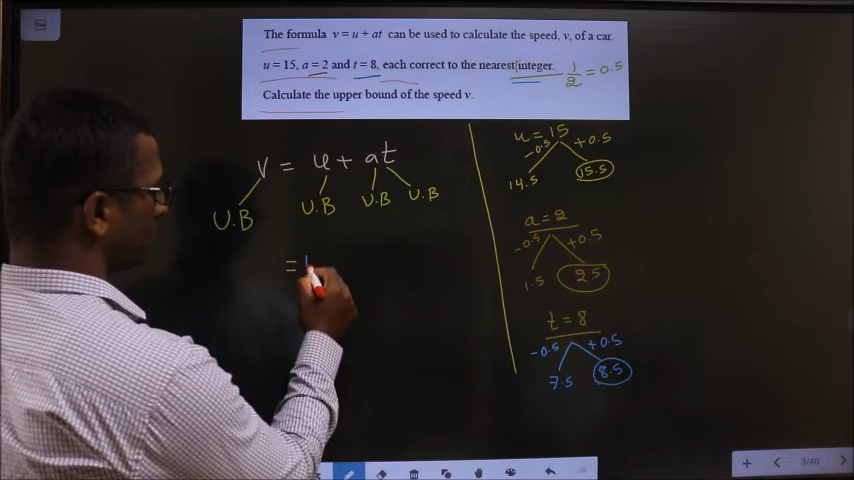 The formula v = u + at can be used to calculate the speed, v, of a car.
u = 15, a = 2 and t = 8, each correct to the nearest integer.
1/2 = 0.5
Calculate the upper bound of the speed v.
v = u + at
U.B U.B U.B U.B
=
u = 15
-0.5 +0.5
14.5 15.5
a = 2
-0.5 +0.5
1.5 2.5
t = 8
-0.5 +0.5
7.5 8.5
3/40